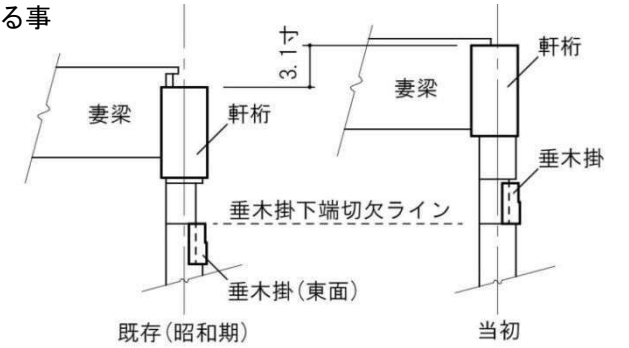 る事
3.1寸
妻梁
軒桁
妻梁
軒桁
垂木掛
垂木掛下端切欠ライン
垂木掛(東面)
既存(昭和期)
当初